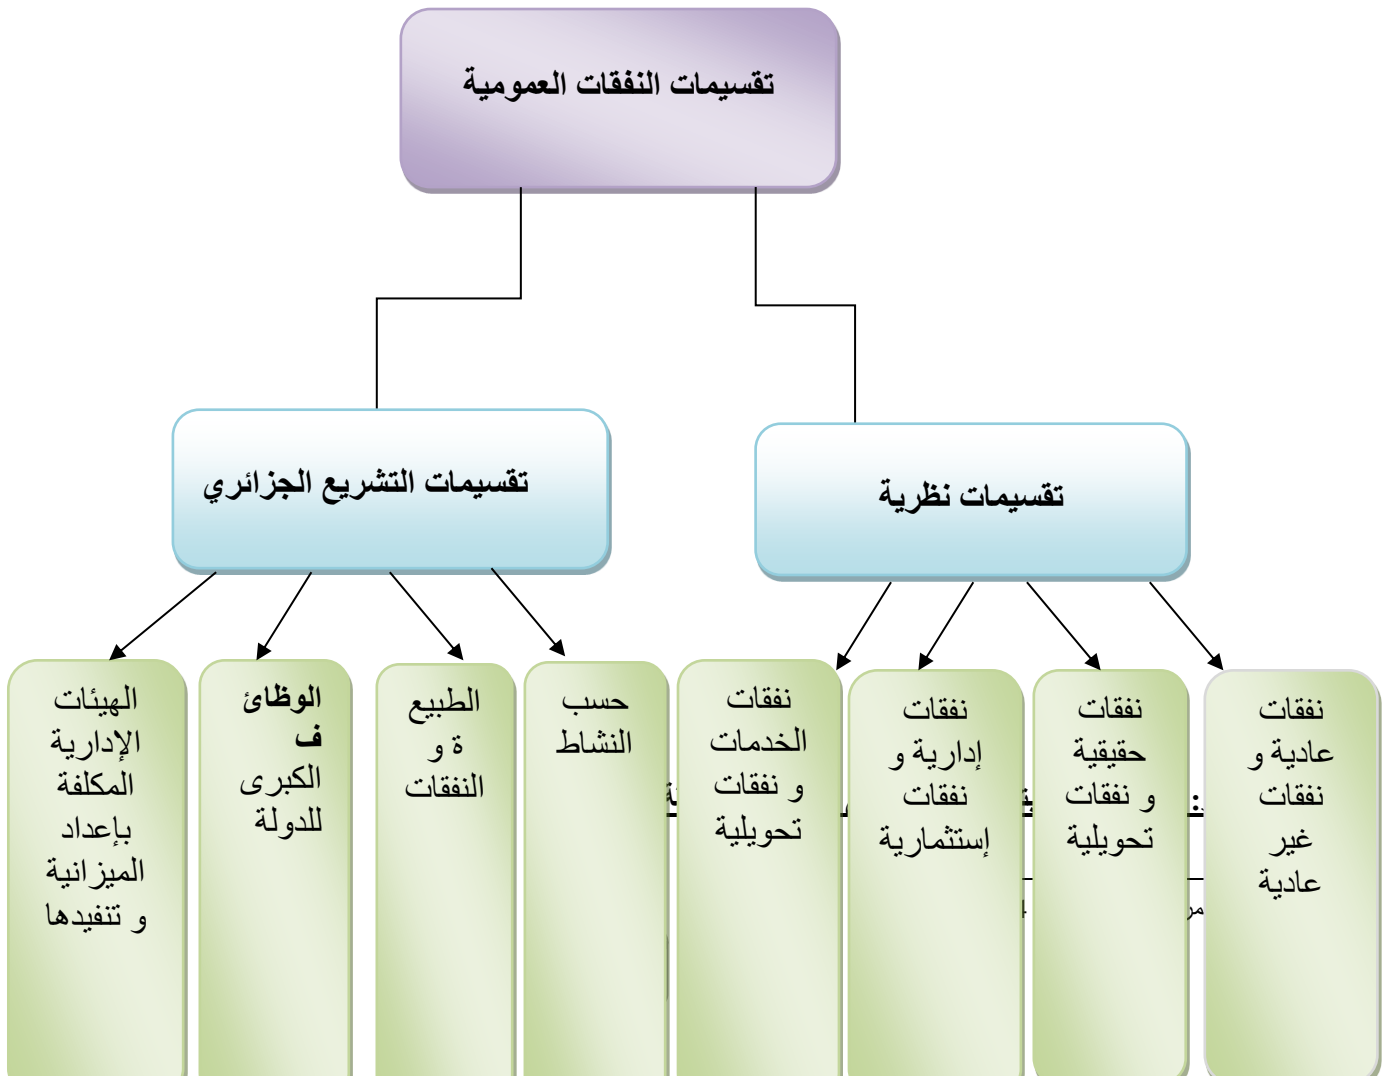 تقسيمات النفقات العمومية
تقسيمات نظرية
تقسيمات التشريع الجزائري
نفقات
عادية و
نفقات
غير
عادية
نفقات
حقيقية
و نفقات
تحويلية
نفقات
إدارية و
نفقات
إستثمارية
نفقات
الخدمات
و نفقات
تحويلية
حسب
النشاط
الطبيع
ة و
النفقات
الوظائ
ف
الكبرى
للدولة
الهيئات
الإدارية
المكلفة
بإعداد
الميزانية
و تنفيدها